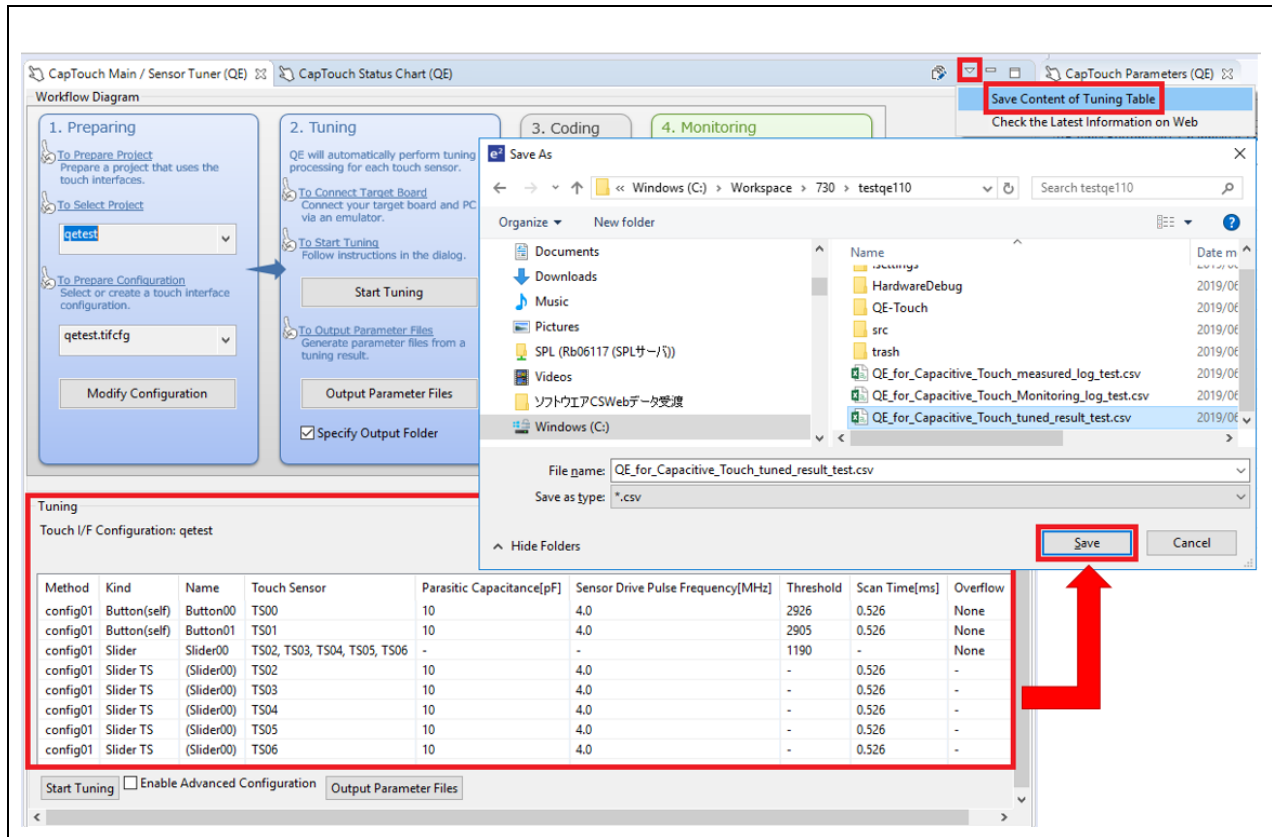 CapTouch Main / Sensor Tuner (QE)
CapTouch Status Chart (QE)
CapTouch Parameters (QE)
Save Content of Tuning Table
Check the Latest Information on Web
Workflow Diagram
1. Preparing
To Prepare Project
Prepare a project that uses the
touch interfaces.
To Select Project
qetest
To Prepare Configuration
Select or create a touch interface
configuration.
qetest.tifcfg
Modify Configuration
2. Tuning
QE will automatically perform tuning
processing for each touch sensor.
To Connect Target Board
Connect your target board and PC
via an emulator.
To Start Tuning
Follow instructions in the dialog.
Start Tuning
To Output Parameter Files
Generate parameter files from a
tuning result.
Output Parameter Files
Specify Output Folder
3. Coding
4. Monitoring
e² Save As
« Windows (C:) › Workspace › 730 › testqe110
Search testqe110
Organize
New folder
Documents
Downloads
Music
Pictures
SPL (Rb06117 (SPLサーバ))
Videos
ソフトウエアCSWebデータ受渡
Windows (C:)
Name Date m
.settings
HardwareDebug 2019/06
QE-Touch 2019/06
src 2019/06
trash 2019/06
QE_for_Capacitive_Touch_measured_log_test.csv 2019/06
QE_for_Capacitive_Touch_Monitoring_log_test.csv 2019/06
QE_for_Capacitive_Touch_tuned_result_test.csv 2019/06
File name: QE_for_Capacitive_Touch_tuned_result_test.csv
Save as type: *.csv
Hide Folders
Save
Cancel
Tuning
Touch I/F Configuration: qetest
Method Kind Name Touch Sensor Parasitic Capacitance[pF] Sensor Drive Pulse Frequency[MHz] Threshold Scan Time[ms] Overflow
config01 Button(self) Button00 TS00 10 4.0 2926 0.526 None
config01 Button(self) Button01 TS01 10 4.0 2905 0.526 None
config01 Slider Slider00 TS02, TS03, TS04, TS05, TS06 - - 1190 - None
config01 Slider TS (Slider00) TS02 10 4.0 - 0.526 -
config01 Slider TS (Slider00) TS03 10 4.0 - 0.526 -
config01 Slider TS (Slider00) TS04 10 4.0 - 0.526 -
config01 Slider TS (Slider00) TS05 10 4.0 - 0.526 -
config01 Slider TS (Slider00) TS06 10 4.0 - 0.526 -
Start Tuning
Enable Advanced Configuration
Output Parameter Files